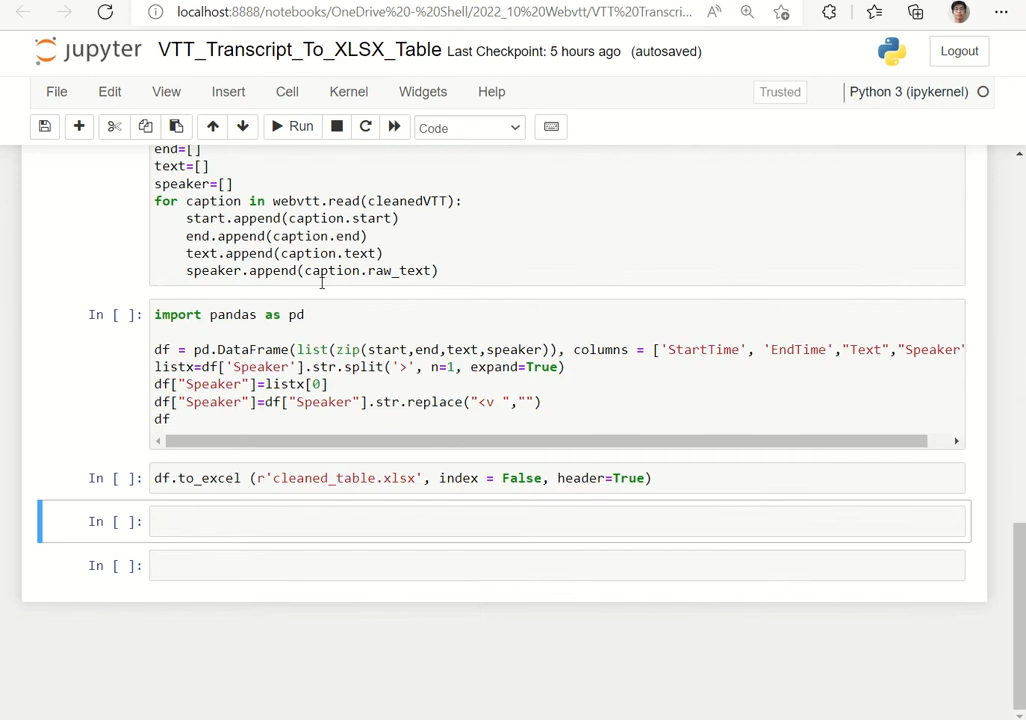 localhost:8888/notebooks/OneDrive%20-%20Shell/2022_10%20Webvtt/VTT%20Transcri...
jupyter VTT_Transcript_To_XLSX_Table Last Checkpoint: 5 hours ago (autosaved)
Logout
File Edit View Insert Cell Kernel Widgets Help
Trusted
Python 3 (ipykernel)
Run
Code
end=[]
text=[]
speaker=[]
for caption in webvtt.read(cleanedVTT):
    start.append(caption.start)
    end.append(caption.end)
    text.append(caption.text)
    speaker.append(caption.raw_text)
In [ ]:
import pandas as pd
df = pd.DataFrame(list(zip(start,end,text,speaker)), columns = ['StartTime', 'EndTime',"Text","Speaker'
listx=df['Speaker'].str.split('>', n=1, expand=True)
df["Speaker"]=listx[0]
df["Speaker"]=df["Speaker"].str.replace("<v ","")
df
In [ ]:
df.to_excel (r'cleaned_table.xlsx', index = False, header=True)
In [ ]:
In [ ]: